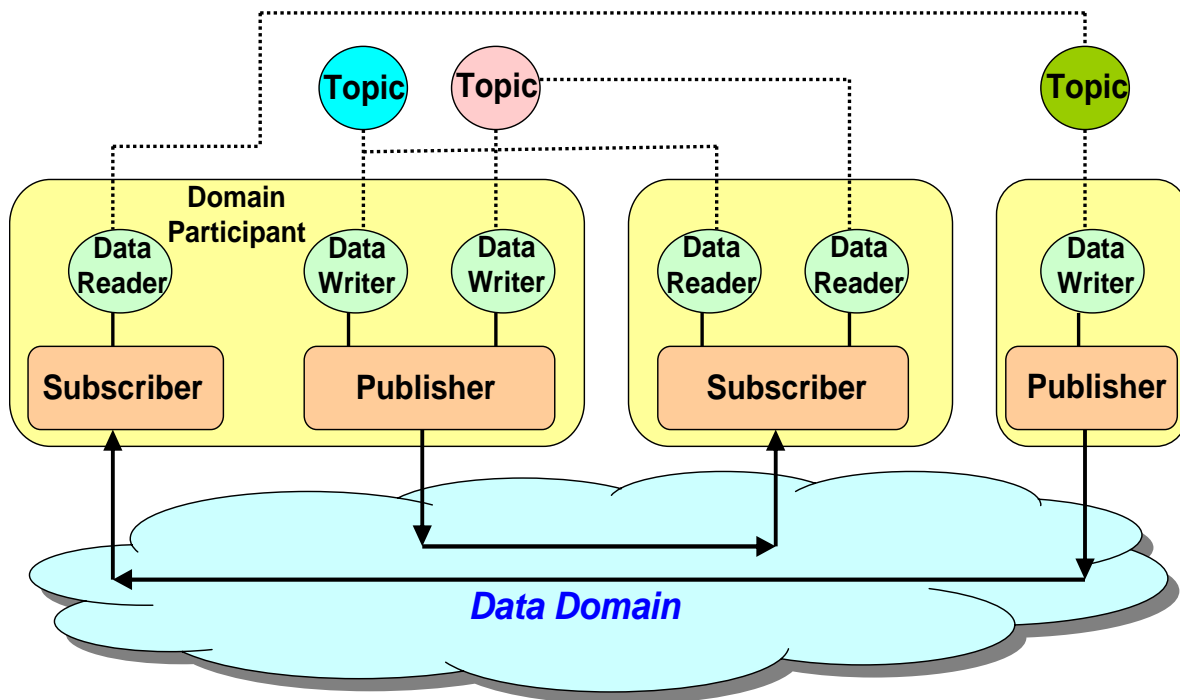 Topic
Topic
Topic
Domain
Participant
Data
Reader
Data
Writer
Data
Writer
Data
Reader
Data
Reader
Data
Writer
Subscriber
Publisher
Subscriber
Publisher
Data Domain